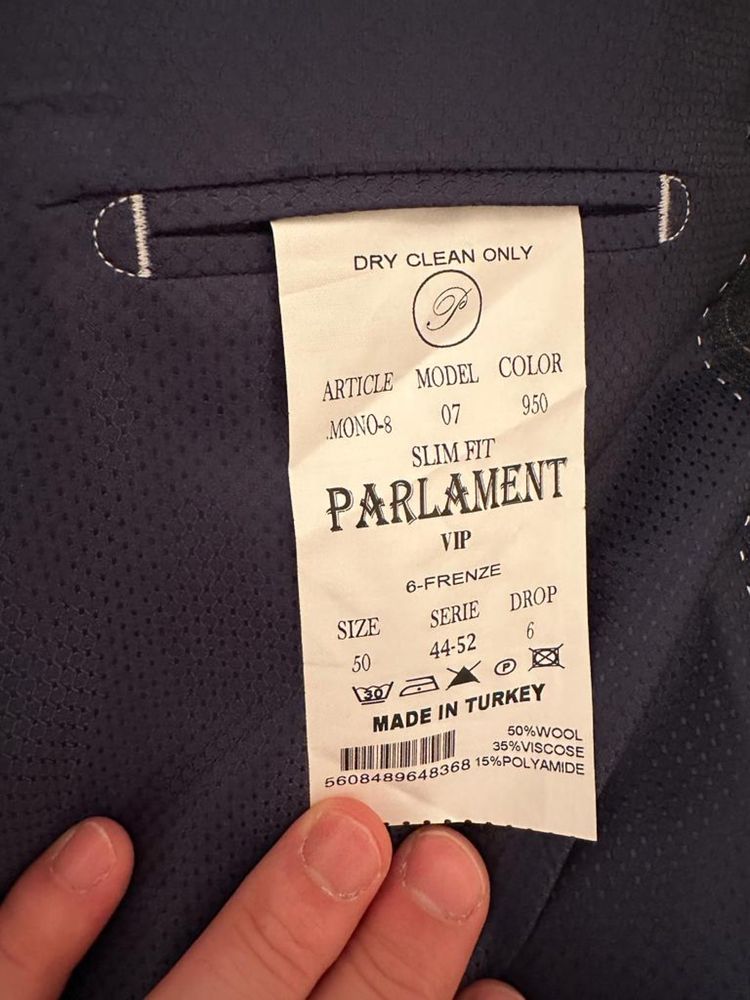 DRY CLEAN ONLY
P
ARTICLE MODEL COLOR
.MONO-8 07 950
SLIM FIT
PARLAMENT
VIP
6-FRENZE
SIZE SERIE DROP
50 44-52 6
30 P
MADE IN TURKEY
50%WOOL
35%VISCOSE
5608489648368 15%POLYAMIDE